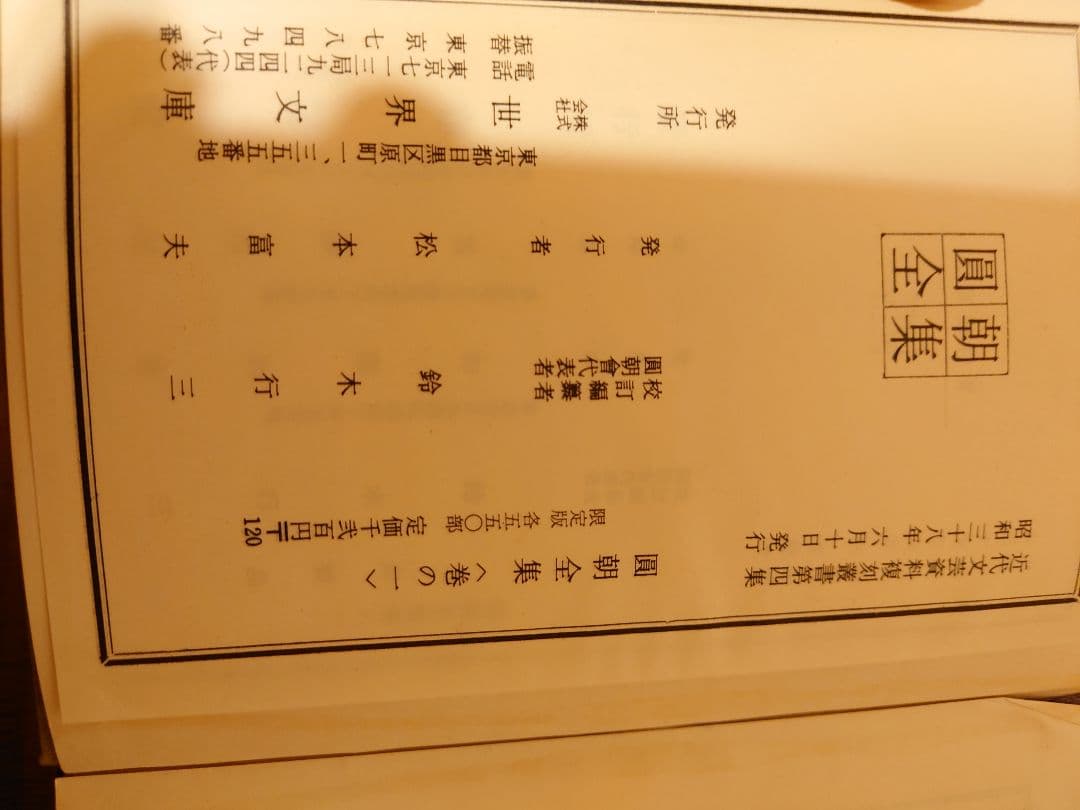 近代文芸資料複刻叢書第四集
昭和三十八年六月十日発行
圓朝
全集
圓朝全集<巻の一>
限定版各五五〇部
定価千弐百円〒120
校訂編纂者
圓朝會代表者
鈴木行三
発行者 松本富夫
東京都目黒区原町一、三五五番地
発行所 株式会社 世界文庫
電話東京七一三局九一四四(代表)
振替東京七八四九八番